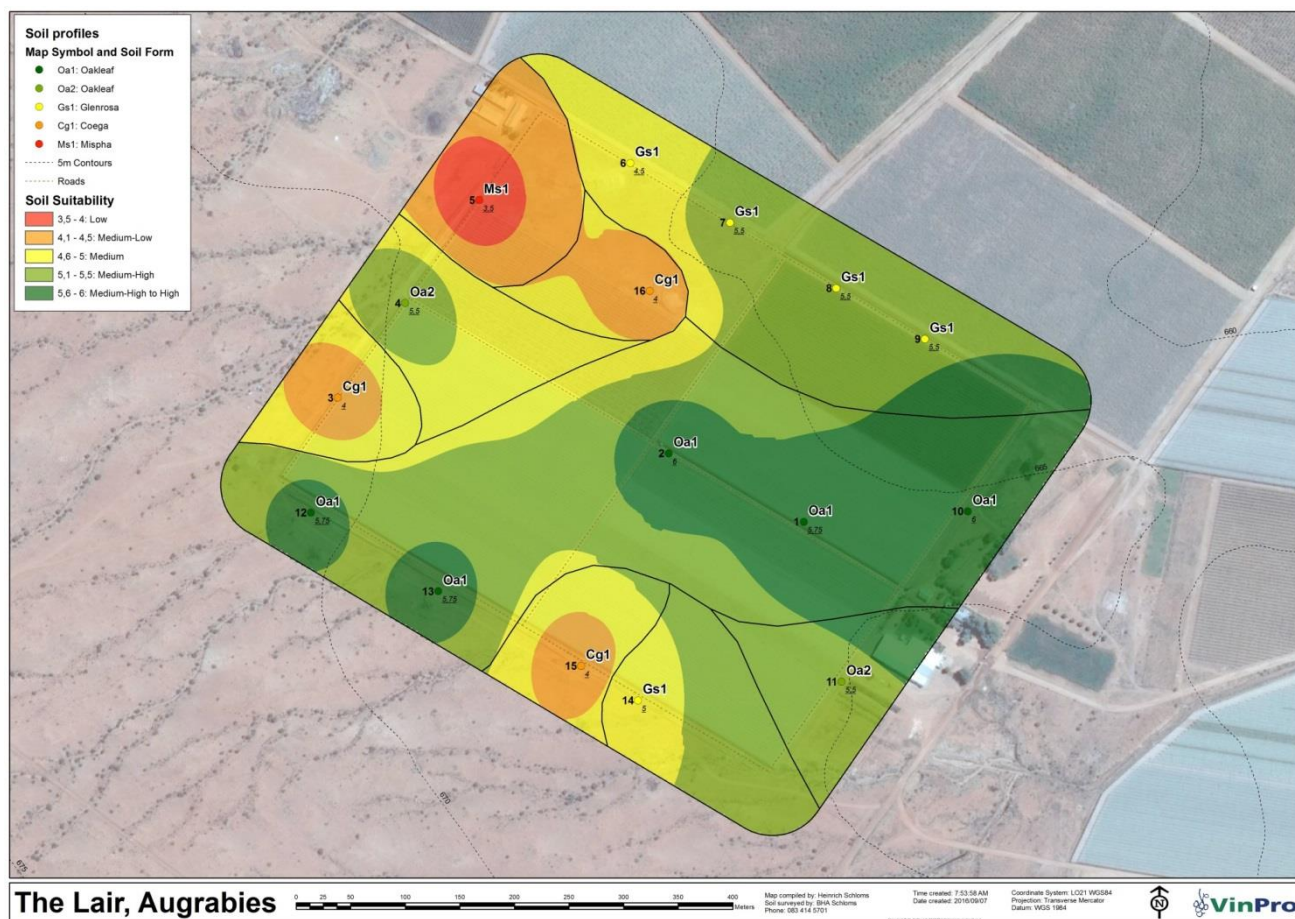 Soil profiles
Map Symbol and Soil Form
Oa1: Oakleaf
Oa2: Oakleaf
Gs1: Glenrosa
Cg1: Coega
Ms1: Mispha
5m Contours
Roads
Soil Suitability
3,5 - 4: Low
4,1 - 4,5: Medium-Low
4,6 - 5: Medium
5,1 - 5,5: Medium-High
5,6 - 6: Medium-High to High
Gs1
6
4.5
Ms1
5
3.5
Gs1
7
5.5
Cg1
16
4
Gs1
8
5.5
Oa2
4
5.5
Gs1
9
5.5
660
Cg1
3
4
Oa1
2
6
665
Oa1
12
5.75
Oa1
1
5.75
Oa1
10
6
Oa1
13
5.75
Cg1
15
4
Gs1
14
5
Oa2
11
5.5
670
675
The Lair, Augrabies
0 25 50 100 150 200 250 300 350 400
Meters
Map compiled by: Heinrich Schloms
Soil surveyed by: BHA Schloms
Phone: 083 414 5701
Time created: 7:53:58 AM
Date created: 2016/09/07
Coordinate System: LO21 WGS84
Projection: Transverse Mercator
Datum: WGS 1984
N
VinPro